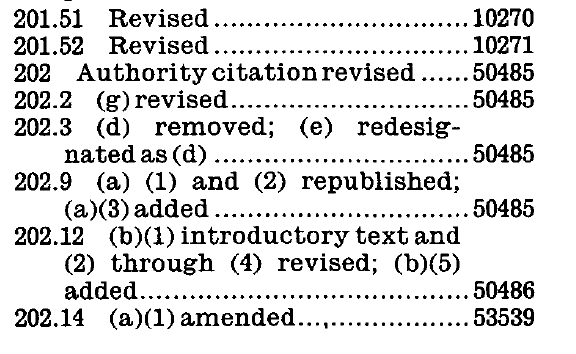 201.51 Revised..............................10270
201.52 Revised..............................10271
202 Authority citation revised ......50485
202.2 (g) revised............................50485
202.3 (d) removed; (e) redesig-
nated as (d) ..............................50485
202.9 (a) (1) and (2) republished;
(a)(3) added ..............................50485
202.12 (b)(1) introductory text and
(2) through (4) revised; (b)(5)
added.......................................50486
202.14 (a)(1) amended....................53539